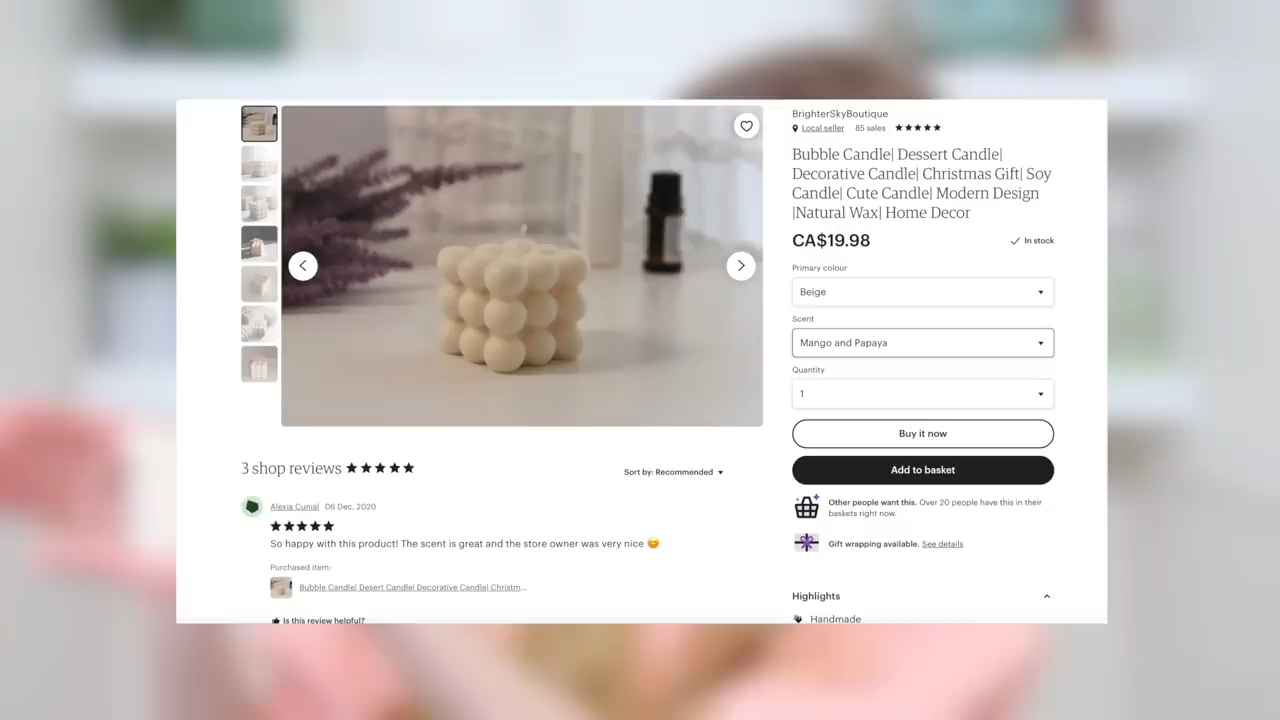 BrighterSkyBoutique
Local seller 85 sales ★★★★★
Bubble Candle| Dessert Candle|
Decorative Candle| Christmas Gift| Soy
Candle| Cute Candle| Modern Design
|Natural Wax| Home Decor
CA$19.98 In stock
Primary colour
Beige
Scent
Mango and Papaya
Quantity
1
Buy it now
Add to basket
Other people want this. Over 20 people have this in their
baskets right now.
Gift wrapping available. See details
Highlights
Handmade
3 shop reviews ★★★★★
Sort by: Recommended
Alexia Cunial 06 Dec, 2020
★★★★★
So happy with this product! The scent is great and the store owner was very nice 😊
Purchased item:
Bubble Candle| Desert Candle| Decorative Candle| Christm...
Is this review helpful?